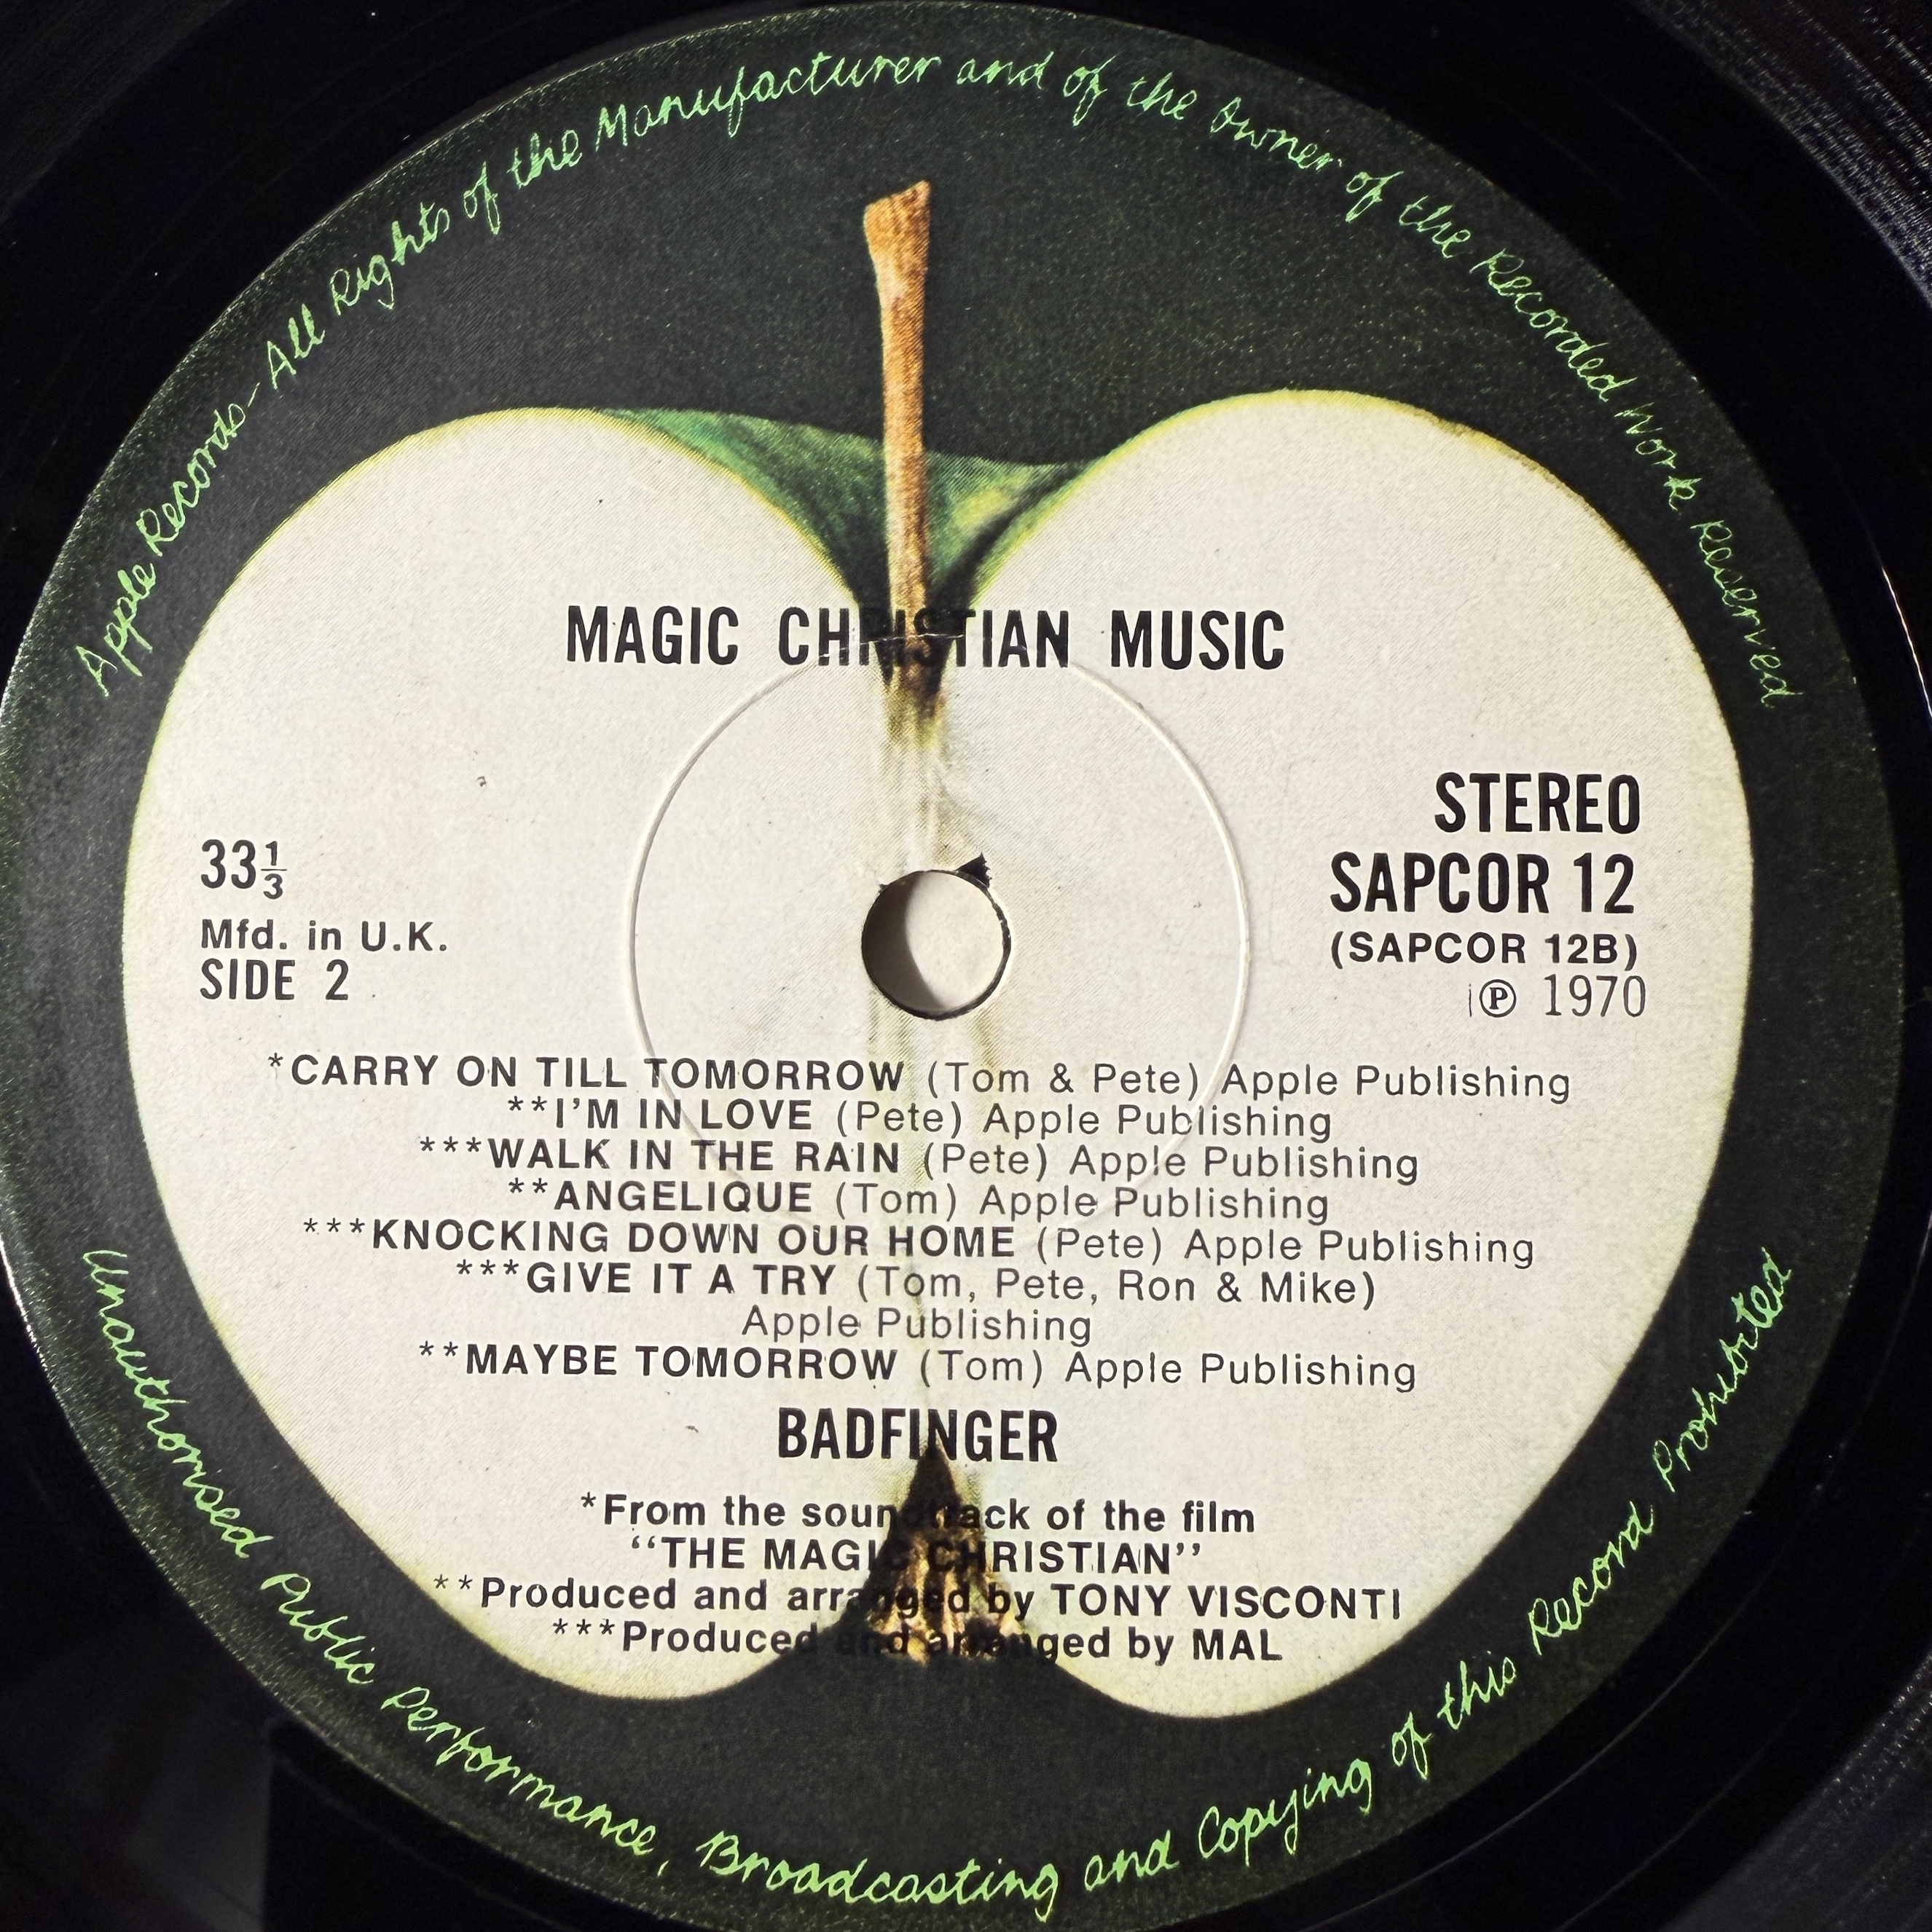 Apple Records - All Rights of the Manufacturer and of the Owner of the Recorded Work Reserved
MAGIC CHRISTIAN MUSIC
STEREO
SAPCOR 12
(SAPCOR 12B)
℗ 1970
33⅓
Mfd. in U.K.
SIDE 2
*CARRY ON TILL TOMORROW (Tom & Pete) Apple Publishing
**I'M IN LOVE (Pete) Apple Publishing
***WALK IN THE RAIN (Pete) Apple Publishing
**ANGELIQUE (Tom) Apple Publishing
***KNOCKING DOWN OUR HOME (Pete) Apple Publishing
***GIVE IT A TRY (Tom, Pete, Ron & Mike)
Apple Publishing
**MAYBE TOMORROW (Tom) Apple Publishing
BADFINGER
*From the soundtrack of the film
“THE MAGIC CHRISTIAN”
**Produced and arranged by TONY VISCONTI
***Produced and arranged by MAL
Unauthorised Public Performance, Broadcasting and Copying of this Record Prohibited